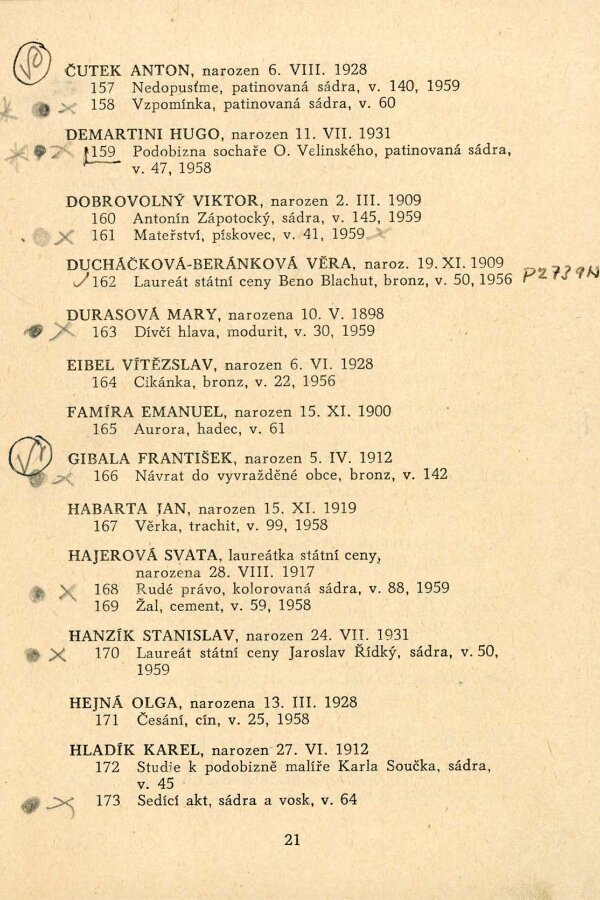 ČUTEK ANTON, narozen 6. VIII. 1928
157 Nedopusťme, patinovaná sádra, v. 140, 1959
158 Vzpomínka, patinovaná sádra, v. 60
DEMARTINI HUGO, narozen 11. VII. 1931
159 Podobizna sochaře O. Velinského, patinovaná sádra,
v. 47, 1958
DOBROVOLNÝ VIKTOR, narozen 2. III. 1909
160 Antonín Zápotocký, sádra, v. 145, 1959
161 Mateřství, pískovec, v. 41, 1959
DUCHÁČKOVÁ-BERÁNKOVÁ VĚRA, naroz. 19. XI. 1909
162 Laureát státní ceny Beno Blachut, bronz, v. 50, 1956 P2739N
DURASOVÁ MARY, narozena 10. V. 1898
163 Dívčí hlava, modurit, v. 30, 1959
EIBEL VÍTĚZSLAV, narozen 6. VI. 1928
164 Cikánka, bronz, v. 22, 1956
FAMÍRA EMANUEL, narozen 15. XI. 1900
165 Aurora, hadec, v. 61
GIBALA FRANTIŠEK, narozen 5. IV. 1912
166 Návrat do vyvražděné obce, bronz, v. 142
HABARTA JAN, narozen 15. XI. 1919
167 Věrka, trachit, v. 99, 1958
HAJEROVÁ SVATA, laureátka státní ceny,
narozena 28. VIII. 1917
168 Rudé právo, kolorovaná sádra, v. 88, 1959
169 Žal, cement, v. 59, 1958
HANZÍK STANISLAV, narozen 24. VII. 1931
170 Laureát státní ceny Jaroslav Řídký, sádra, v. 50,
1959
HEJNÁ OLGA, narozena 13. III. 1928
171 Česání, cín, v. 25, 1958
HLADÍK KAREL, narozen 27. VI. 1912
172 Studie k podobizně malíře Karla Součka, sádra,
v. 45
173 Sedící akt, sádra a vosk, v. 64
21